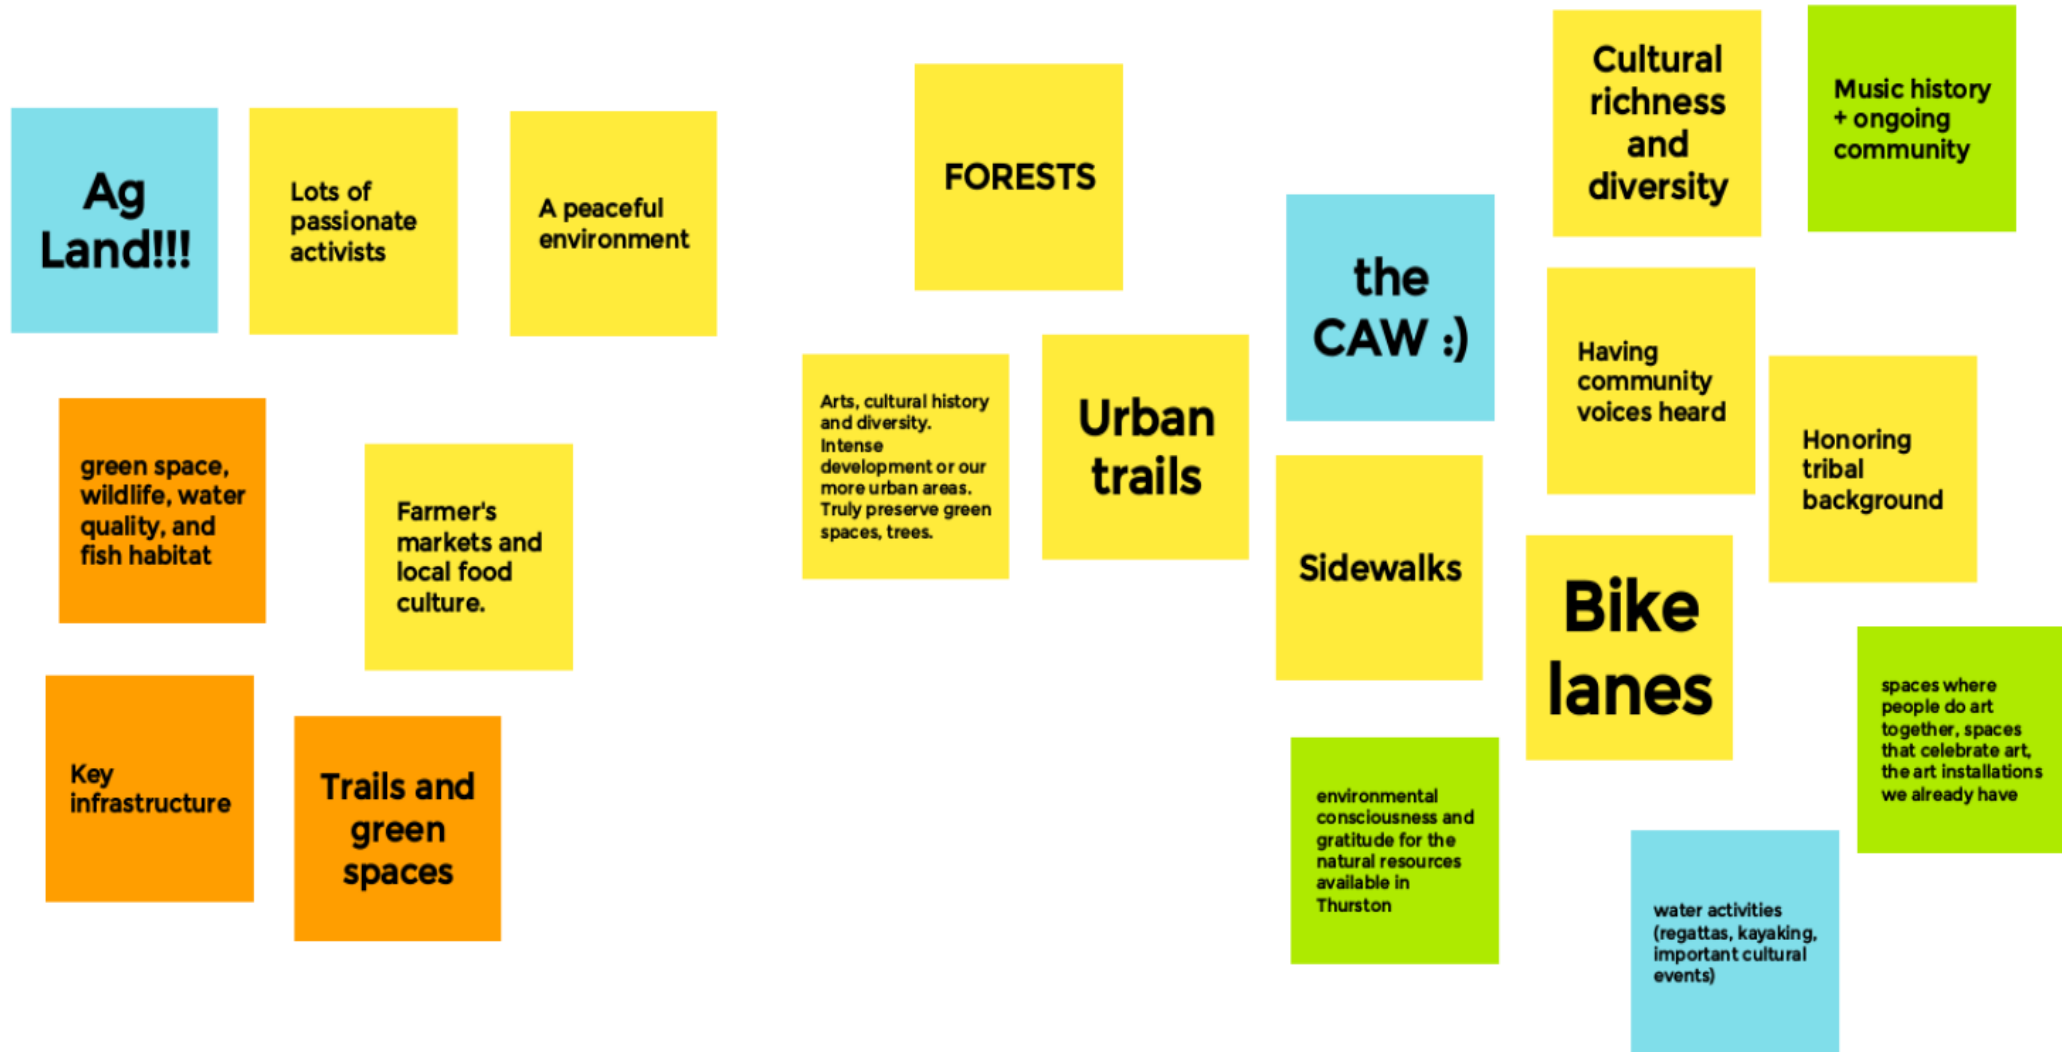 Ag
Land!!!
Lots of
passionate
activists
A peaceful
environment
FORESTS
Cultural
richness
and
diversity
Music history
+ ongoing
community
the
CAW :)
Having
community
voices heard
Honoring
tribal
background
green space,
wildlife, water
quality, and
fish habitat
Farmer's
markets and
local food
culture.
Arts, cultural history
and diversity.
Intense
development or our
more urban areas.
Truly preserve green
spaces, trees.
Urban
trails
Sidewalks
Bike
lanes
Key
infrastructure
Trails and
green
spaces
environmental
consciousness and
gratitude for the
natural resources
available in
Thurston
spaces where
people do art
together, spaces
that celebrate art,
the art installations
we already have
water activities
(regattas, kayaking,
important cultural
events)